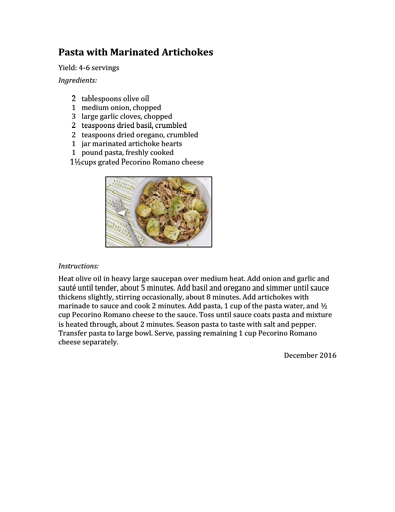 Pasta with Marinated Artichokes
Yield: 4-6 servings
Ingredients:
2 tablespoons olive oil
1 medium onion, chopped
3 large garlic cloves, chopped
2 teaspoons dried basil, crumbled
2 teaspoons dried oregano, crumbled
1 jar marinated artichoke hearts
1 pound pasta, freshly cooked
1½cups grated Pecorino Romano cheese
Instructions:
Heat olive oil in heavy large saucepan over medium heat. Add onion and garlic and
sauté until tender, about 5 minutes. Add basil and oregano and simmer until sauce
thickens slightly, stirring occasionally, about 8 minutes. Add artichokes with
marinade to sauce and cook 2 minutes. Add pasta, 1 cup of the pasta water, and ½
cup Pecorino Romano cheese to the sauce. Toss until sauce coats pasta and mixture
is heated through, about 2 minutes. Season pasta to taste with salt and pepper.
Transfer pasta to large bowl. Serve, passing remaining 1 cup Pecorino Romano
cheese separately.
December 2016